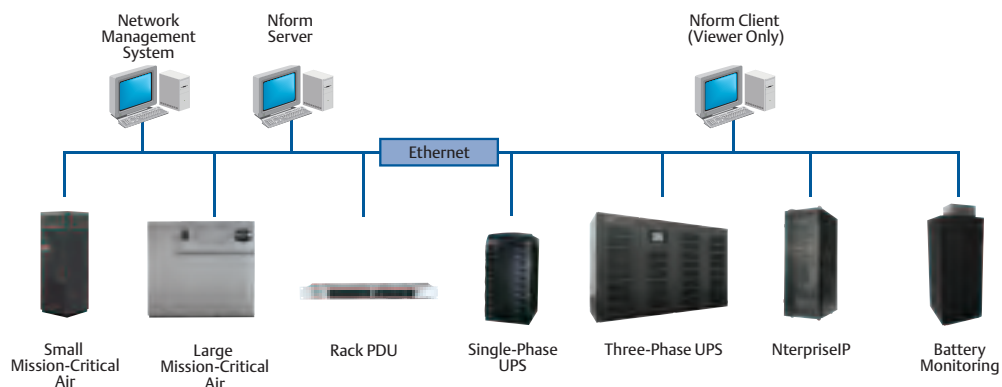 Network
Management
System
Nform
Server
Nform Client
(Viewer Only)
Ethernet
Small
Mission-Critical
Air
Large
Mission-Critical
Air
Rack PDU
Single-Phase
UPS
Three-Phase UPS
NterpriseIP
Battery
Monitoring